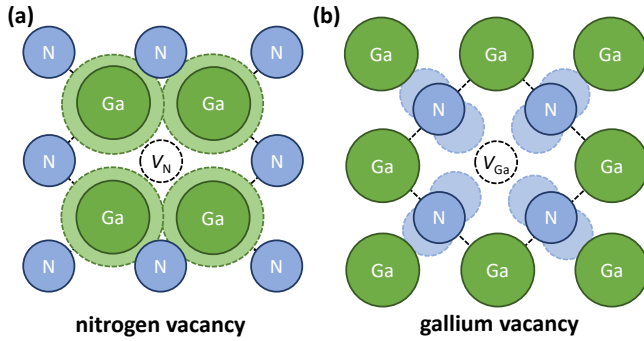 (a)
N N N
Ga Ga
N V_N N
Ga Ga
N N N
nitrogen vacancy
(b)
Ga Ga Ga
N N
Ga V_Ga Ga
N N
Ga Ga Ga
gallium vacancy